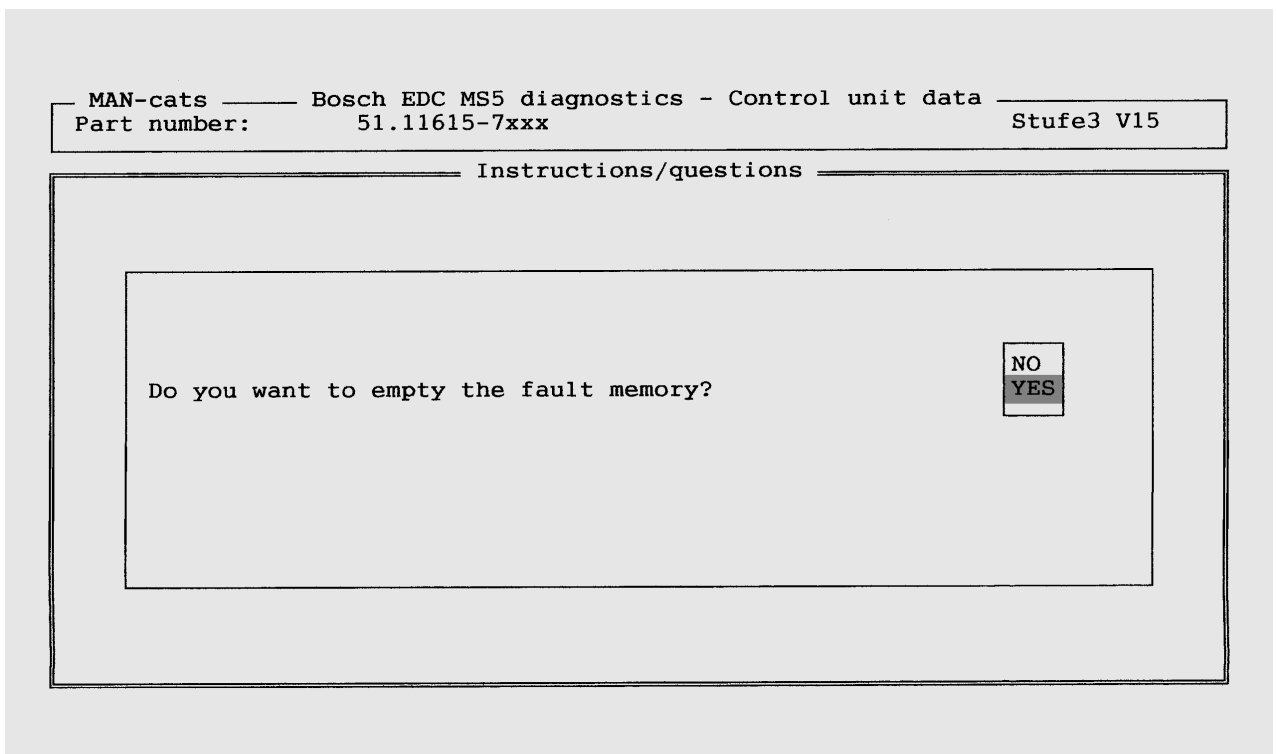 MAN-cats Bosch EDC MS5 diagnostics - Control unit data
Part number: 51.11615-7xxx Stufe3 V15
Instructions/questions
NO
Do you want to empty the fault memory? YES